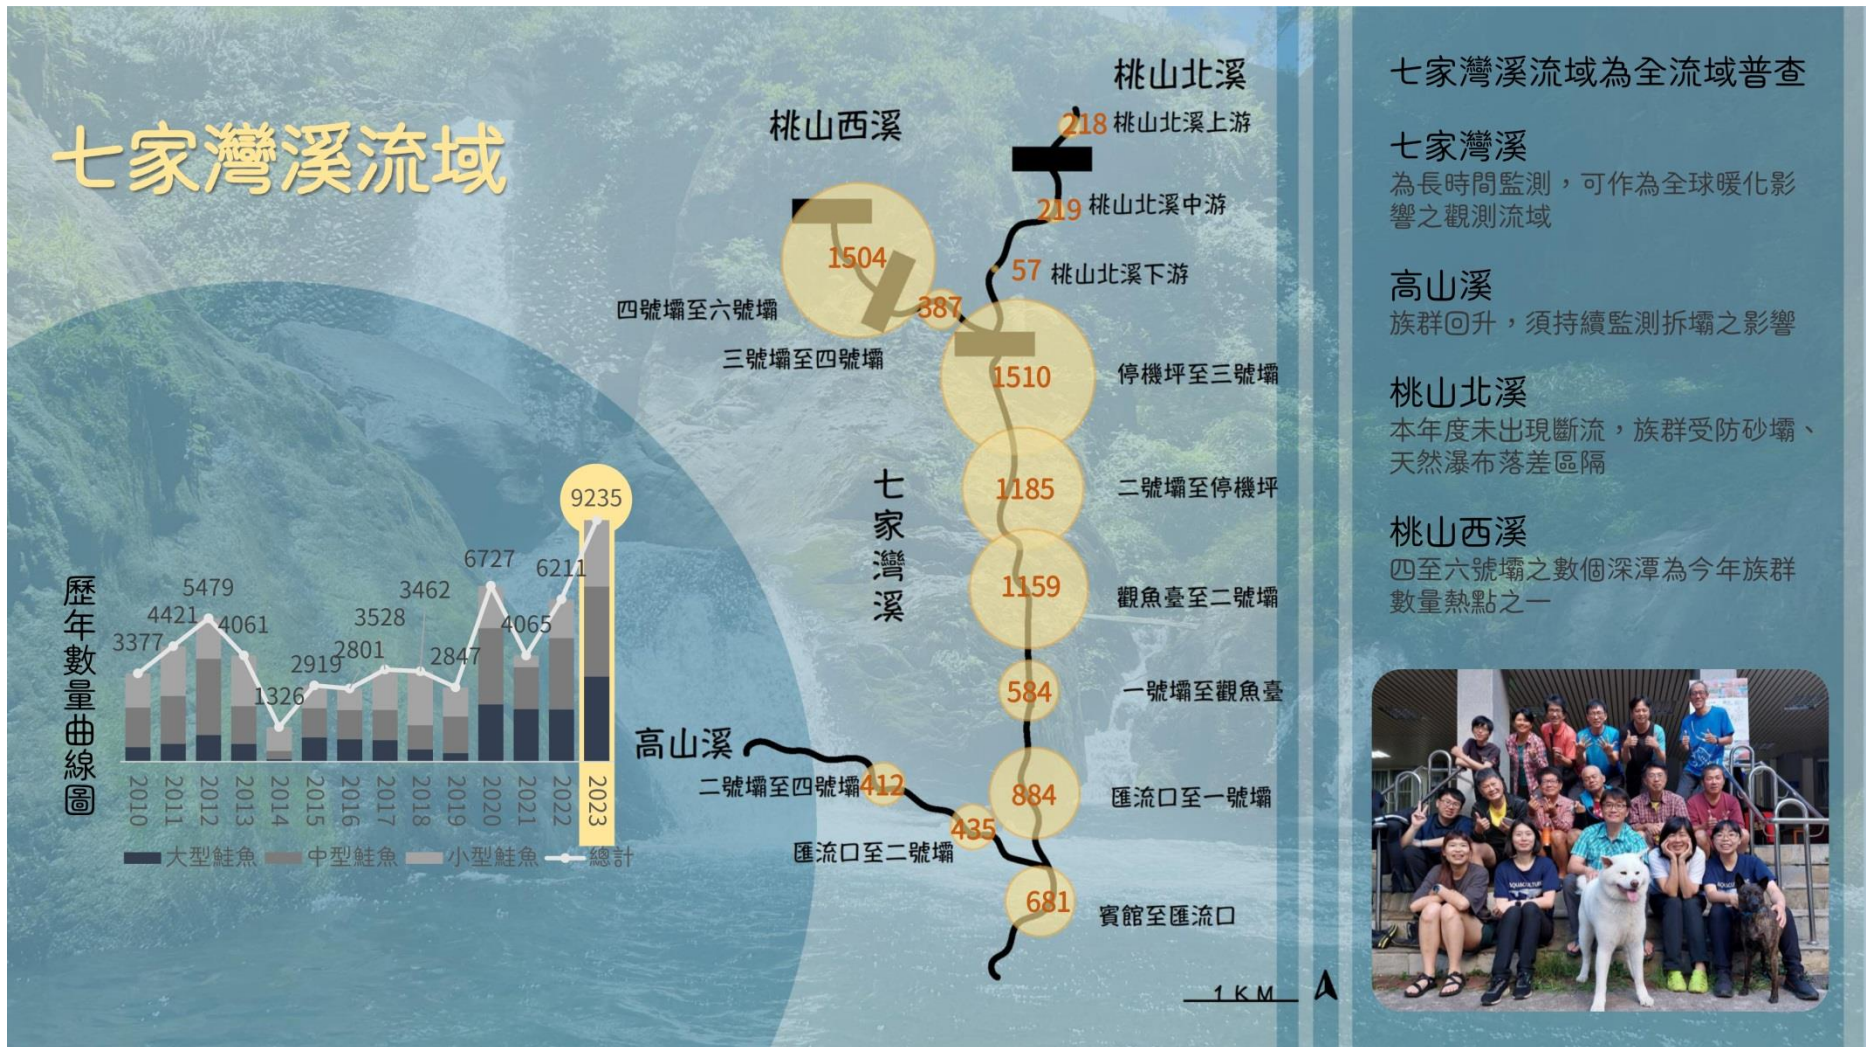 七家灣溪流域
歷年數量曲線圖
3377
4421
5479
4061
1326
2919
2801
3528
3462
2847
6727
4065
6211
9235
2010
2011
2012
2013
2014
2015
2016
2017
2018
2019
2020
2021
2022
2023
大型鮭魚 中型鮭魚 小型鮭魚 總計
桃山北溪
218 桃山北溪上游
219 桃山北溪中游
57 桃山北溪下游
桃山西溪
1504
四號壩至六號壩
387
三號壩至四號壩
七家灣溪
1510 停機坪至三號壩
1185 二號壩至停機坪
1159 觀魚臺至二號壩
584 一號壩至觀魚臺
884 匯流口至一號壩
681 賓館至匯流口
高山溪
二號壩至四號壩 412
435
匯流口至二號壩
1 KM
七家灣溪流域為全流域普查
七家灣溪
為長時間監測，可作為全球暖化影
響之觀測流域
高山溪
族群回升，須持續監測拆壩之影響
桃山北溪
本年度未出現斷流，族群受防砂壩、
天然瀑布落差區隔
桃山西溪
四至六號壩之數個深潭為今年族群
數量熱點之一